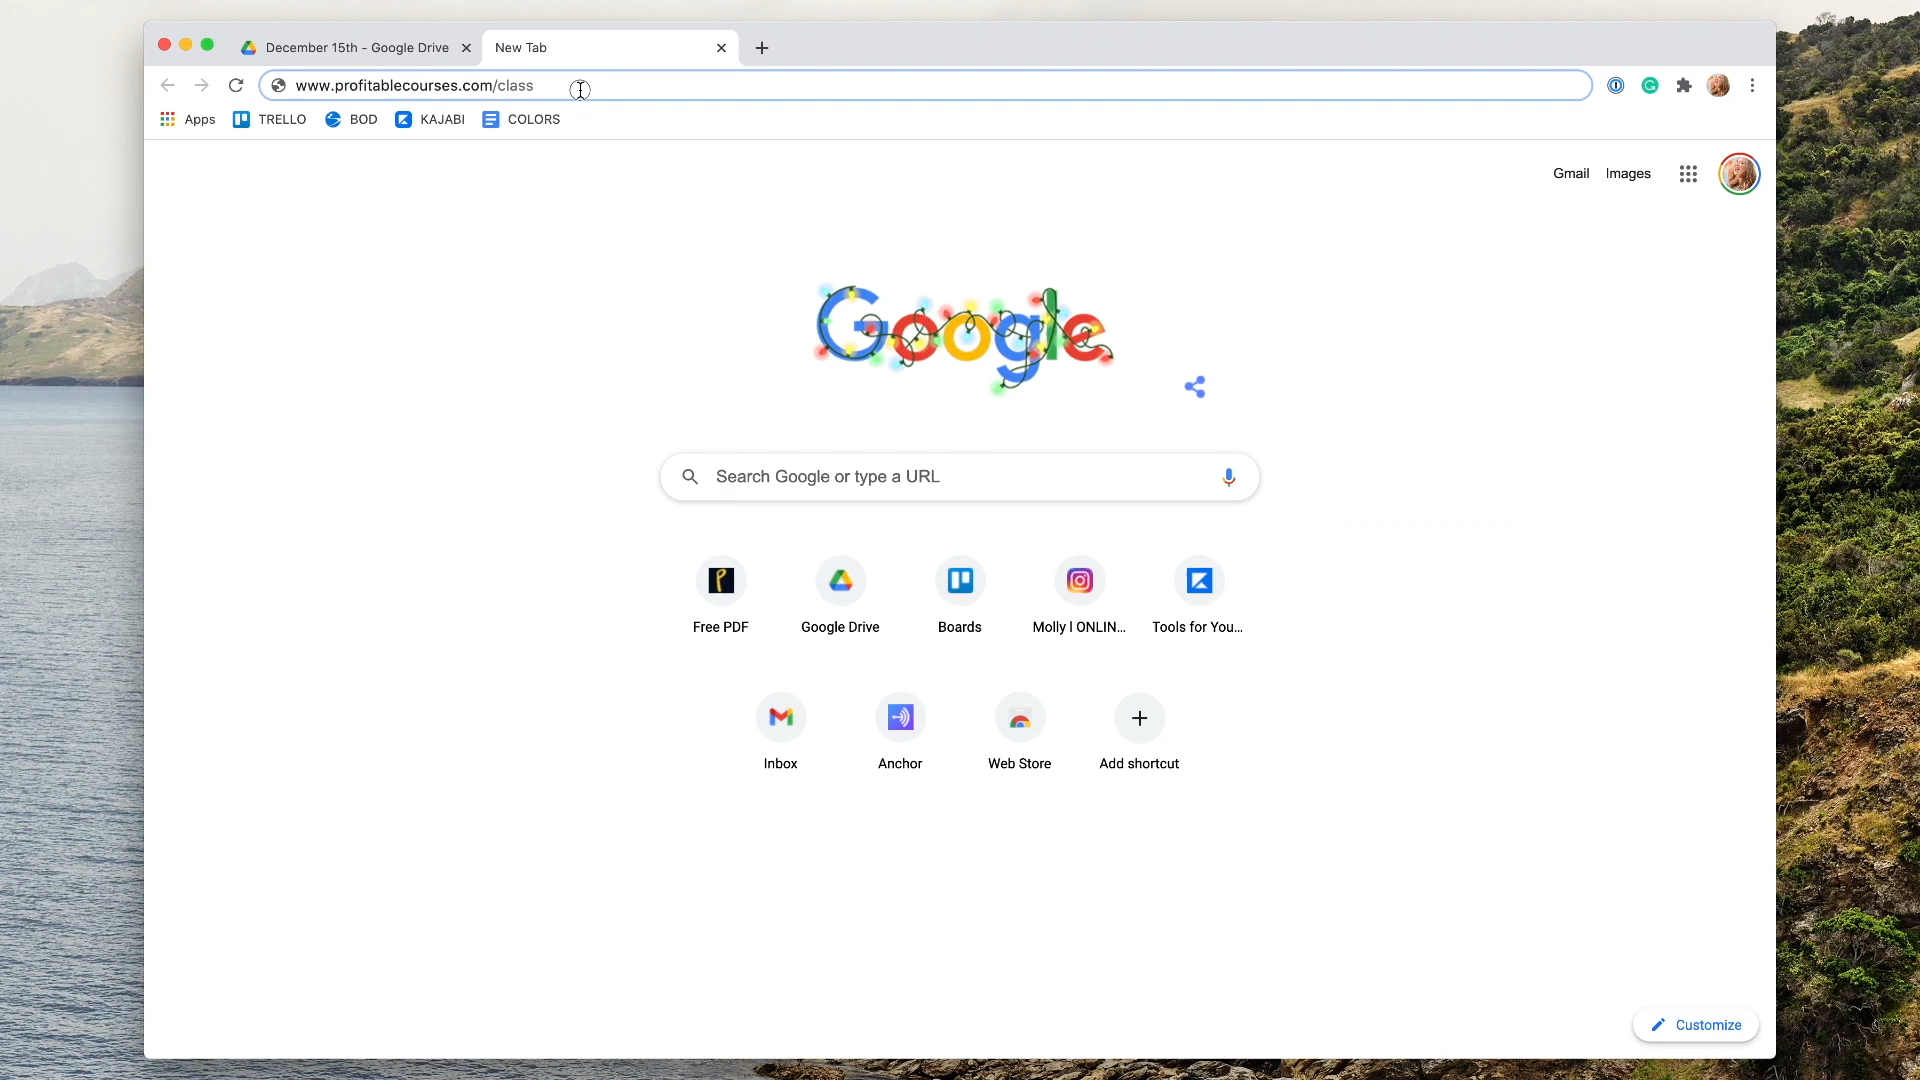 December 15th - Google Drive
New Tab
www.profitablecourses.com/class
Apps
TRELLO
BOD
KAJABI
COLORS
Gmail
Images
Google
Search Google or type a URL
Free PDF
Google Drive
Boards
Molly I ONLIN...
Tools for You...
Inbox
Anchor
Web Store
Add shortcut
Customize